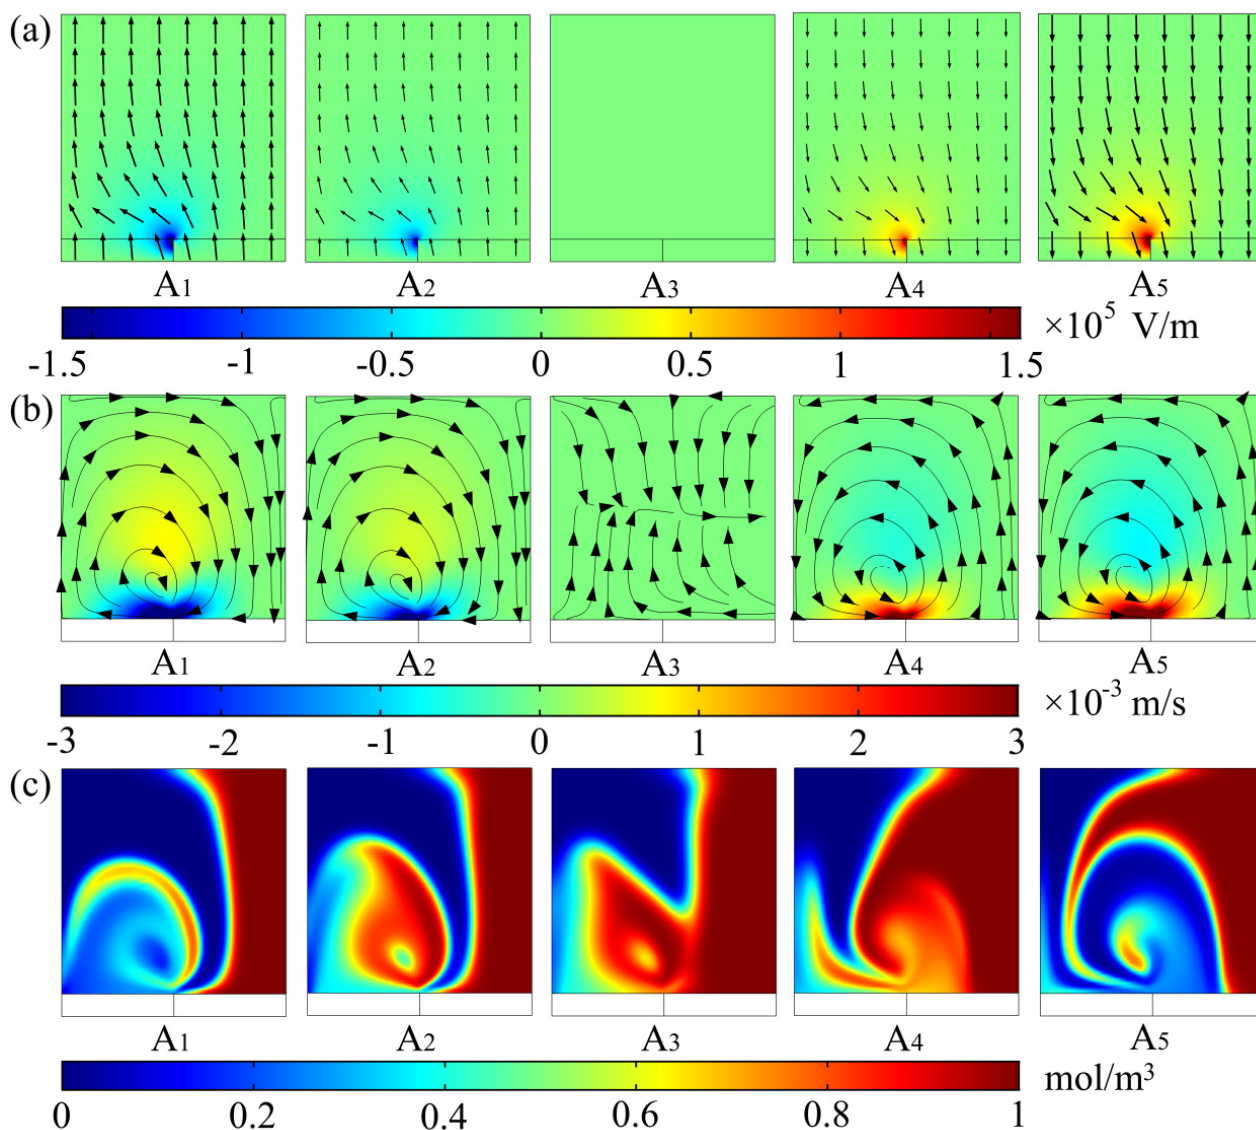 (a)
A1 A2 A3 A4 A5
-1.5 -1 -0.5 0 0.5 1 1.5 ×10⁵ V/m
(b)
A1 A2 A3 A4 A5
-3 -2 -1 0 1 2 3 ×10⁻³ m/s
(c)
A1 A2 A3 A4 A5
0 0.2 0.4 0.6 0.8 1 mol/m³